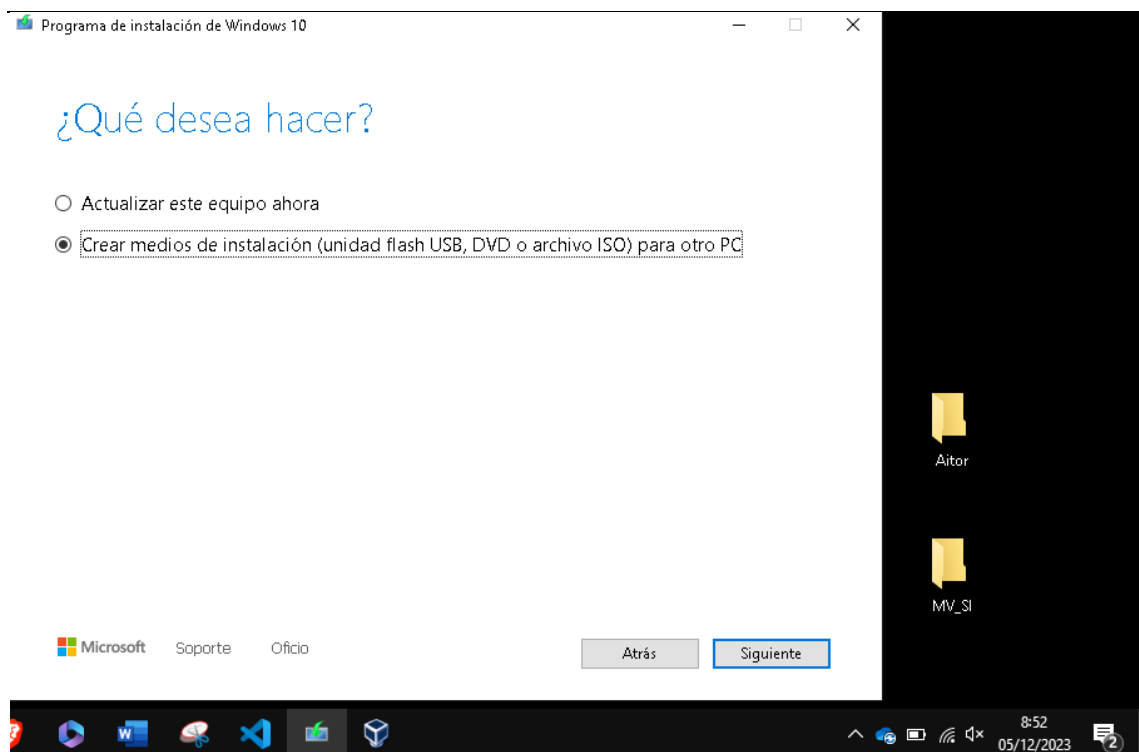 Programa de instalación de Windows 10
¿Qué desea hacer?
Actualizar este equipo ahora
Crear medios de instalación (unidad flash USB, DVD o archivo ISO) para otro PC
Aitor
MV_SI
Microsoft Soporte Oficio
Atrás Siguiente
8:52
05/12/2023
2